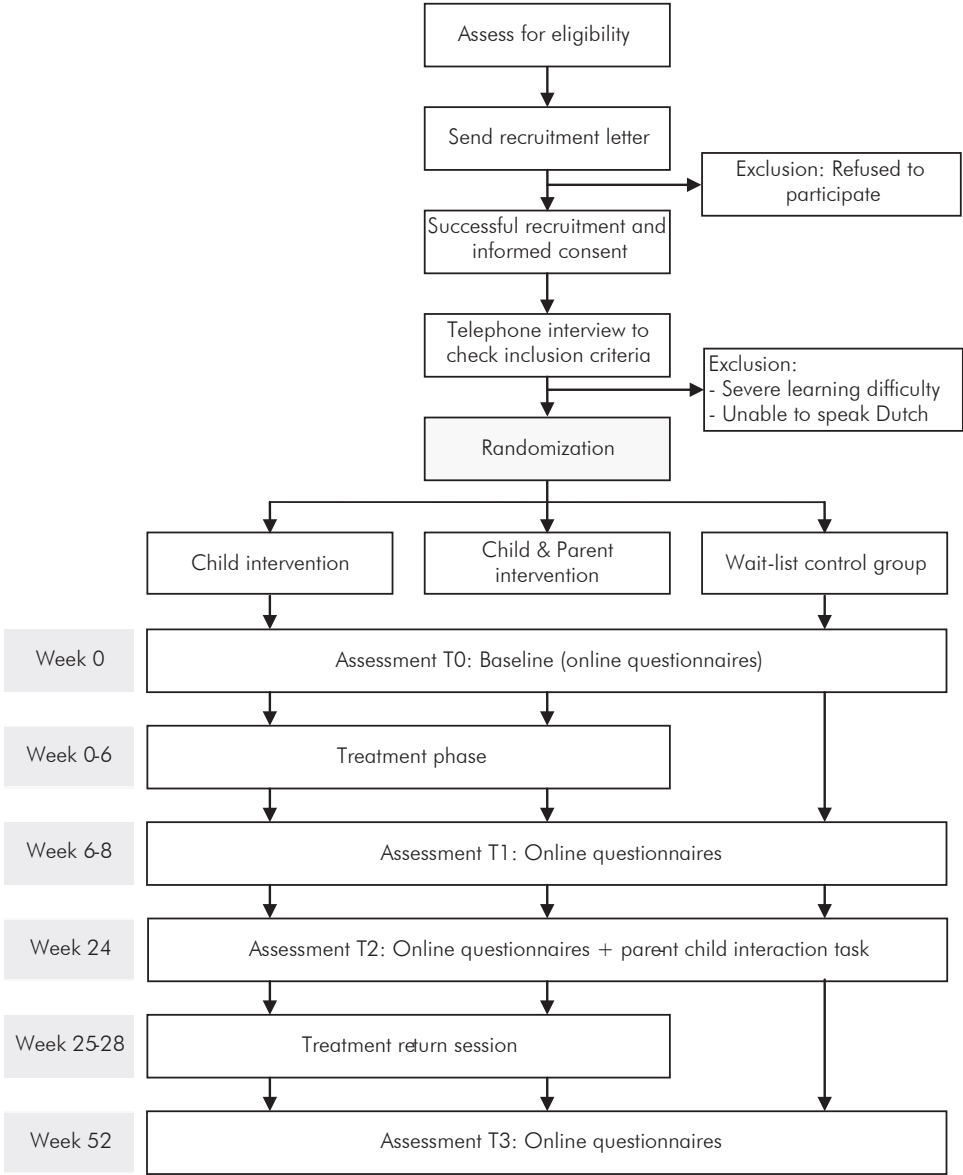 Assess for eligibility
Send recruitment letter
Exclusion: Refused to
participate
Successful recruitment and
informed consent
Telephone interview to
check inclusion criteria
Exclusion:
- Severe learning difficulty
- Unable to speak Dutch
Randomization
Child intervention
Child & Parent
intervention
Wait-list control group
Week 0
Assessment T0: Baseline (online questionnaires)
Week 0-6
Treatment phase
Week 6-8
Assessment T1: Online questionnaires
Week 24
Assessment T2: Online questionnaires + parent-child interaction task
Week 25-28
Treatment return session
Week 52
Assessment T3: Online questionnaires